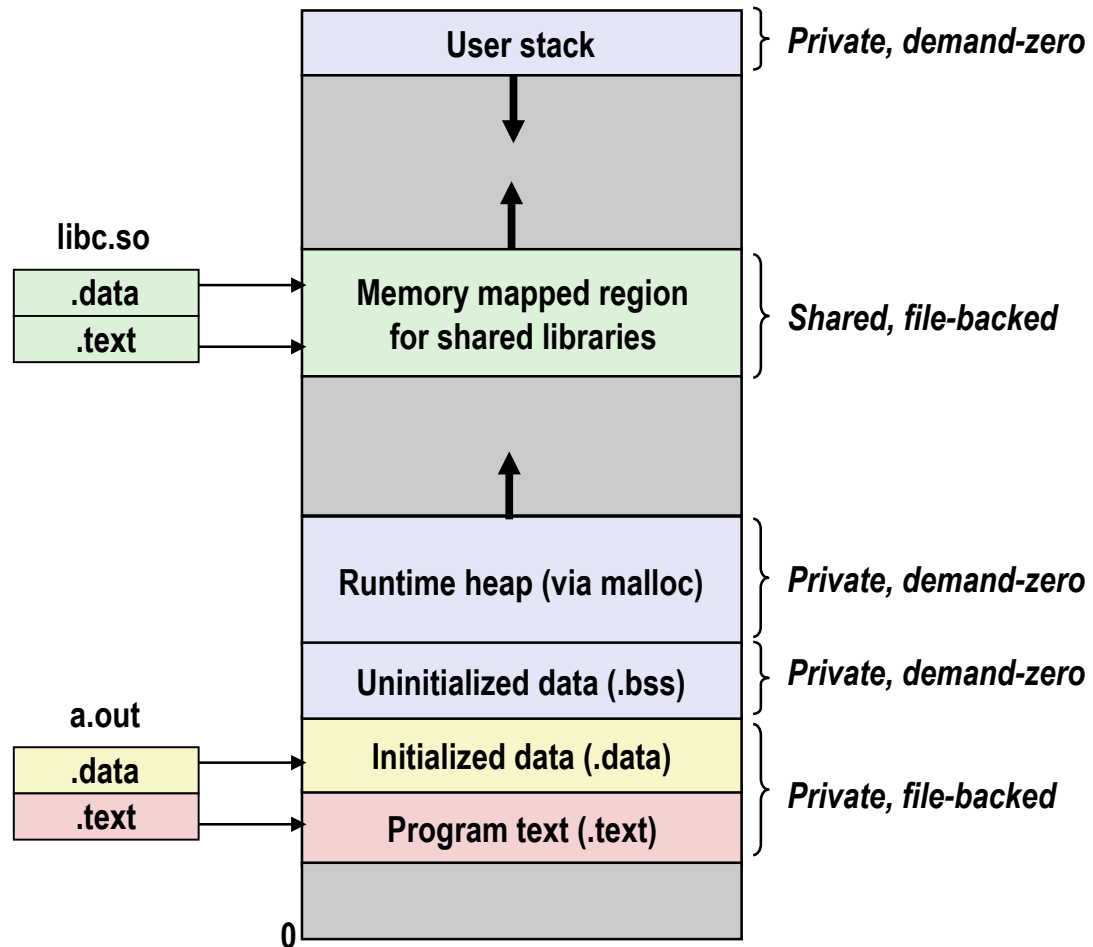 User stack
Private, demand-zero
libc.so
.data
.text
Memory mapped region
for shared libraries
Shared, file-backed
Runtime heap (via malloc)
Private, demand-zero
Uninitialized data (.bss)
Private, demand-zero
a.out
.data
.text
Initialized data (.data)
Program text (.text)
Private, file-backed
0